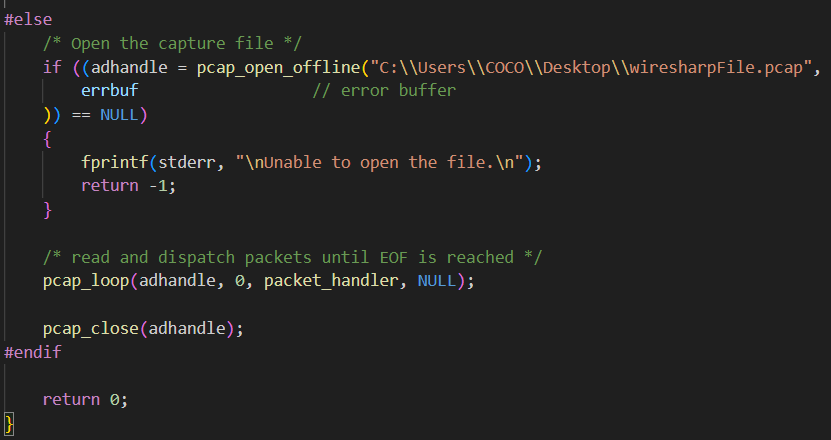 #else
    /* Open the capture file */
    if ((adhandle = pcap_open_offline("C:\\Users\\COCO\\Desktop\\wiresharpFile.pcap",
        errbuf                  // error buffer
    )) == NULL)
    {
        fprintf(stderr, "\nUnable to open the file.\n");
        return -1;
    }

    /* read and dispatch packets until EOF is reached */
    pcap_loop(adhandle, 0, packet_handler, NULL);

    pcap_close(adhandle);
#endif

    return 0;
}